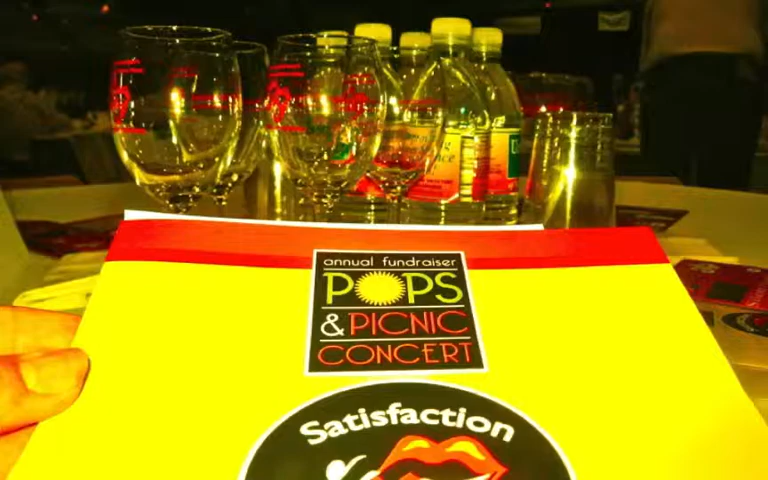 annual fundraiser
POPS
& PICNIC
CONCERT
Satisfaction